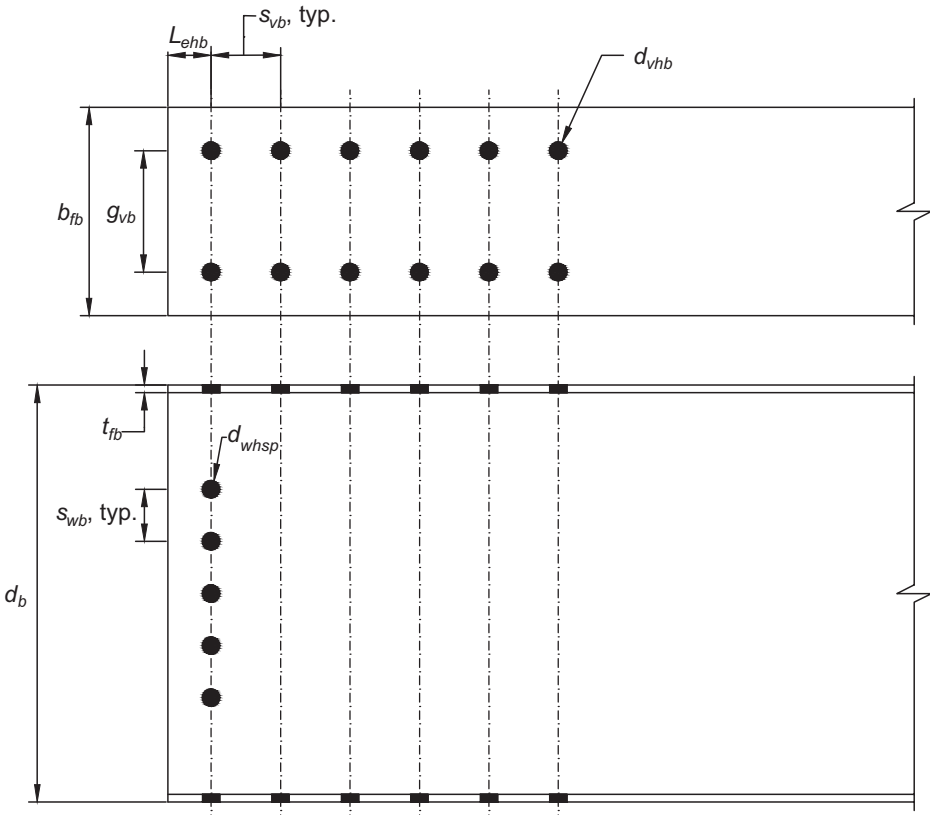 s_vb, typ.
L_ehb
d_vhb
b_fb
g_vb
t_fb
d_whsp
s_wb, typ.
d_b